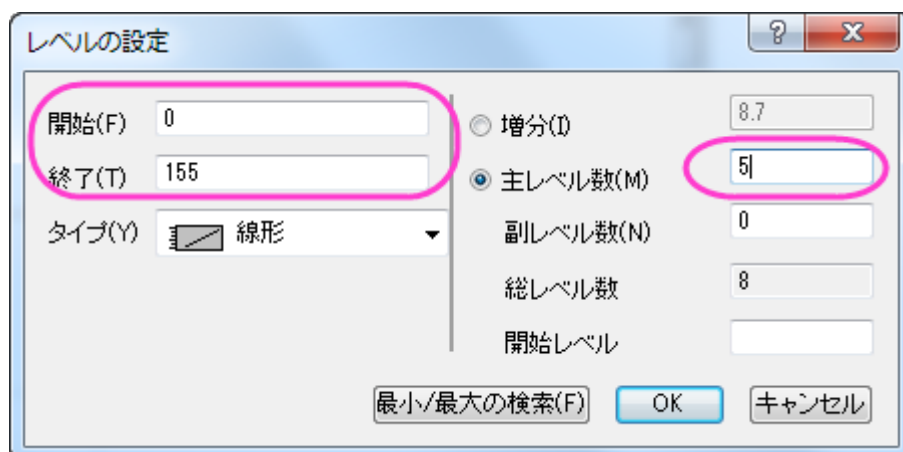 レベルの設定
?
開始(F) 0
終了(T) 155
タイプ(Y) 線形
増分(I) 8.7
主レベル数(M) 5
副レベル数(N) 0
総レベル数 8
開始レベル
最小/最大の検索(F) OK キャンセル